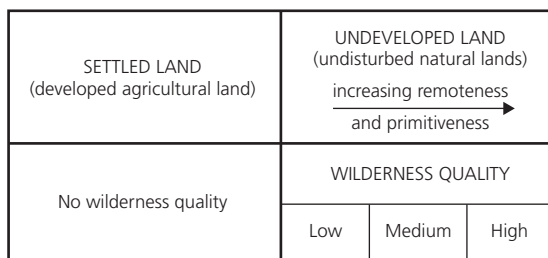 SETTLED LAND
(developed agricultural land)
UNDEVELOPED LAND
(undisturbed natural lands)
increasing remoteness
and primitiveness
No wilderness quality
WILDERNESS QUALITY
Low
Medium
High